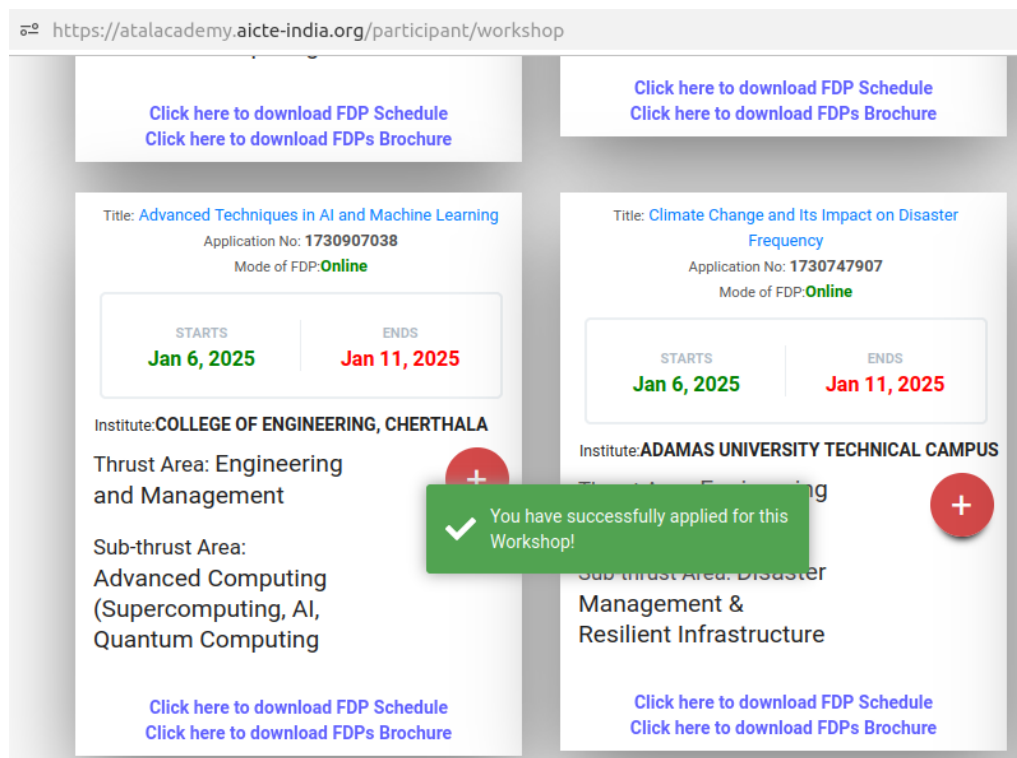 https://atalacademy.aicte-india.org/participant/workshop
Click here to download FDP Schedule
Click here to download FDPs Brochure
Click here to download FDP Schedule
Click here to download FDPs Brochure
Title: Advanced Techniques in AI and Machine Learning
Application No: 1730907038
Mode of FDP:Online
STARTS
Jan 6, 2025
ENDS
Jan 11, 2025
Institute:COLLEGE OF ENGINEERING, CHERTHALA
Thrust Area: Engineering
and Management
Sub-thrust Area:
Advanced Computing
(Supercomputing, AI,
Quantum Computing
Click here to download FDP Schedule
Click here to download FDPs Brochure
Title: Climate Change and Its Impact on Disaster
Frequency
Application No: 1730747907
Mode of FDP:Online
STARTS
Jan 6, 2025
ENDS
Jan 11, 2025
Institute:ADAMAS UNIVERSITY TECHNICAL CAMPUS
You have successfully applied for this
Workshop!
Sub-thrust Area: Disaster
Management &
Resilient Infrastructure
Click here to download FDP Schedule
Click here to download FDPs Brochure